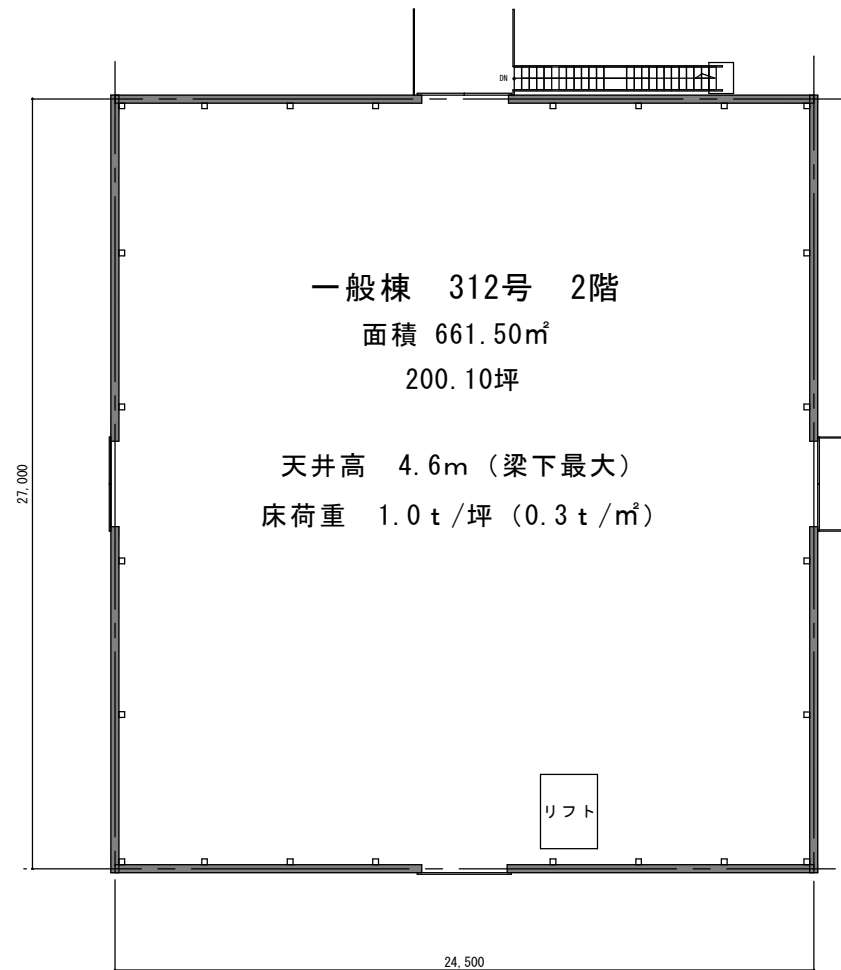 DN
一般棟　312号　2階
面積 661.50㎡
200.10坪
天井高　4.6m（梁下最大）
床荷重　1.0ｔ/坪（0.3ｔ/㎡）
27,000
リフト
24,500